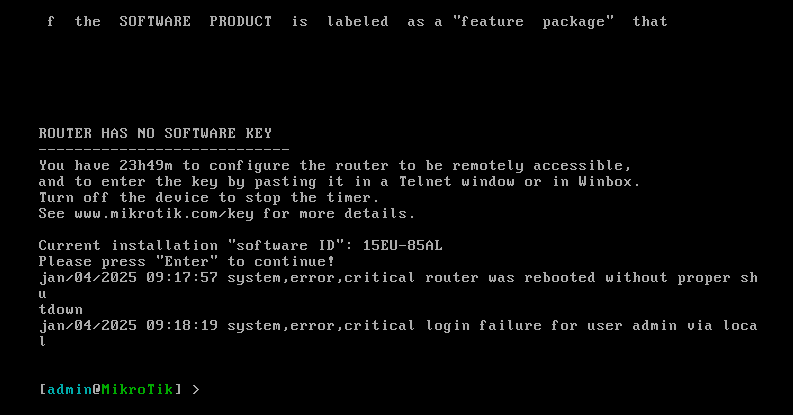 f the SOFTWARE PRODUCT is labeled as a "feature package" that
ROUTER HAS NO SOFTWARE KEY
----------------------------
You have 23h49m to configure the router to be remotely accessible,
and to enter the key by pasting it in a Telnet window or in Winbox.
Turn off the device to stop the timer.
See www.mikrotik.com/key for more details.
Current installation "software ID": 15EU-85AL
Please press "Enter" to continue!
jan/04/2025 09:17:57 system,error,critical router was rebooted without proper sh
u
tdown
jan/04/2025 09:18:19 system,error,critical login failure for user admin via loca
l
[admin@MikroTik] >